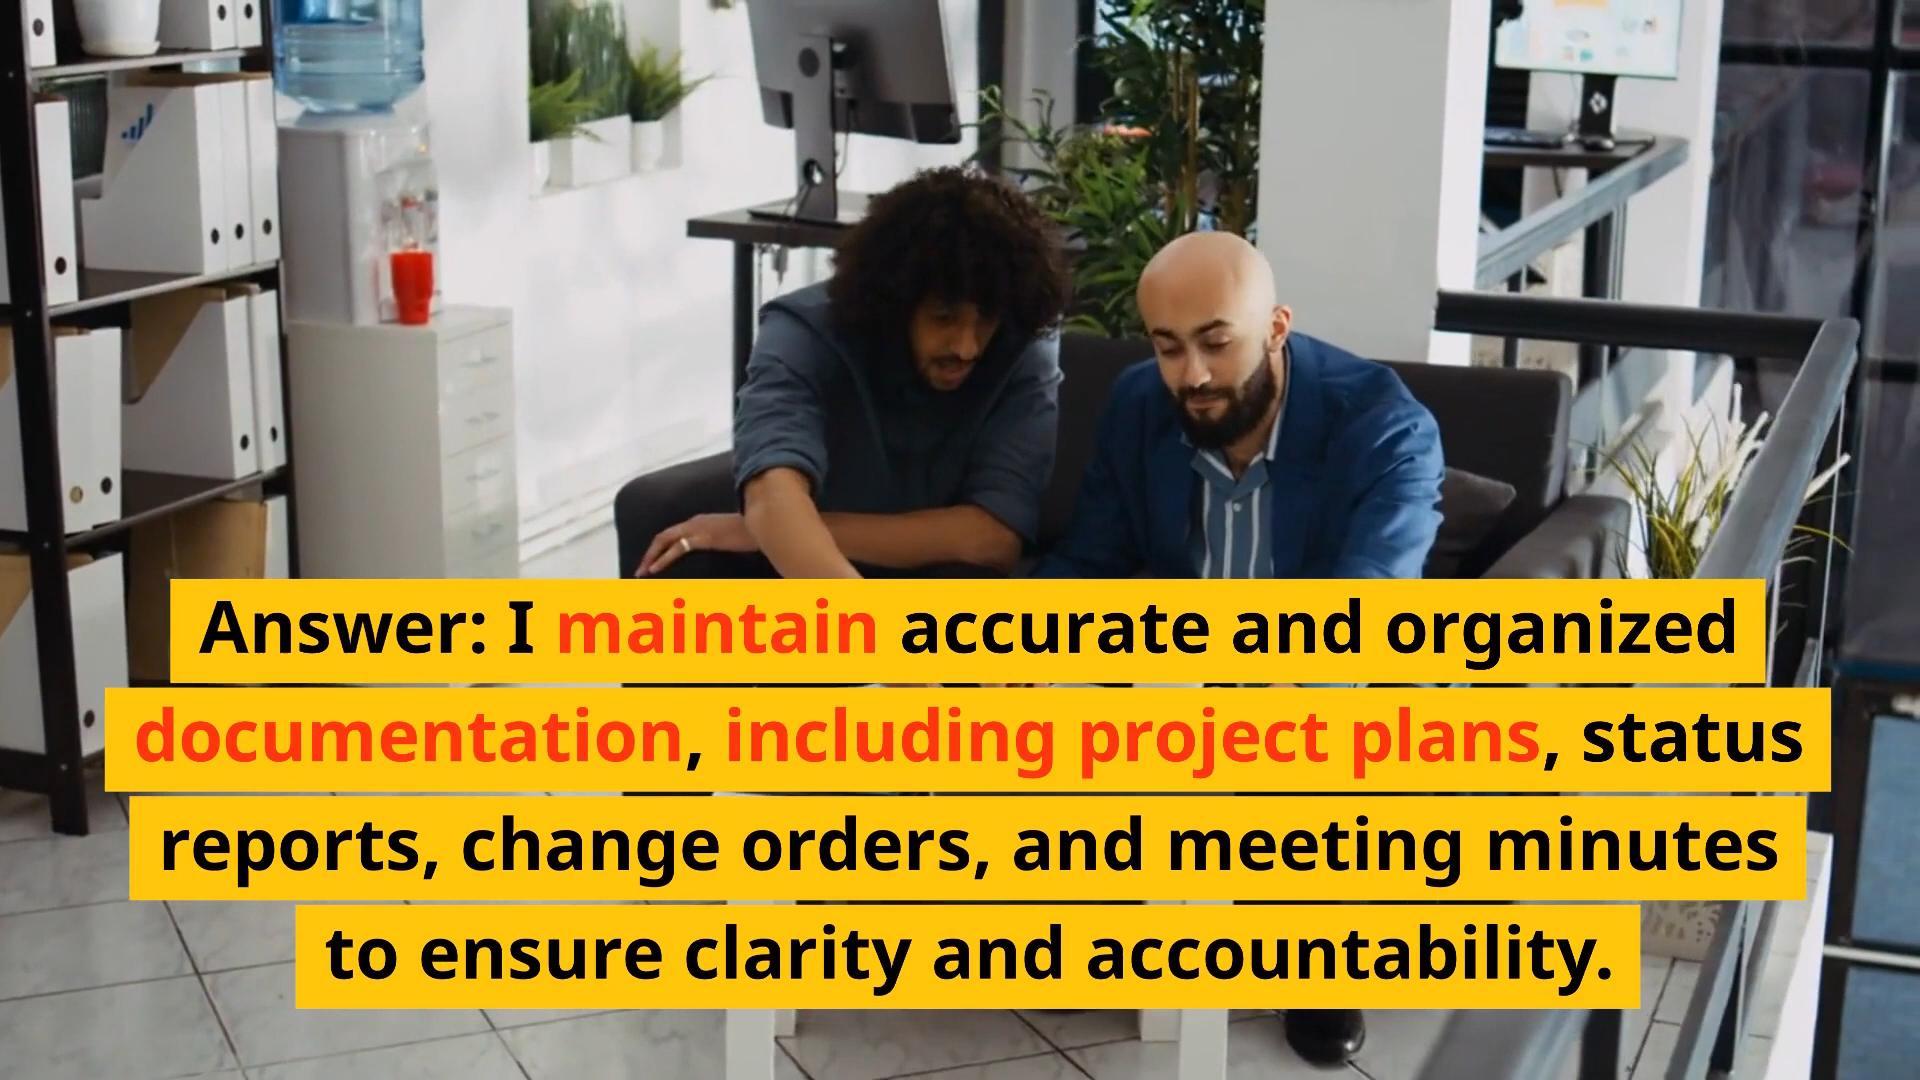 Answer: I maintain accurate and organized
documentation, including project plans, status
reports, change orders, and meeting minutes
to ensure clarity and accountability.